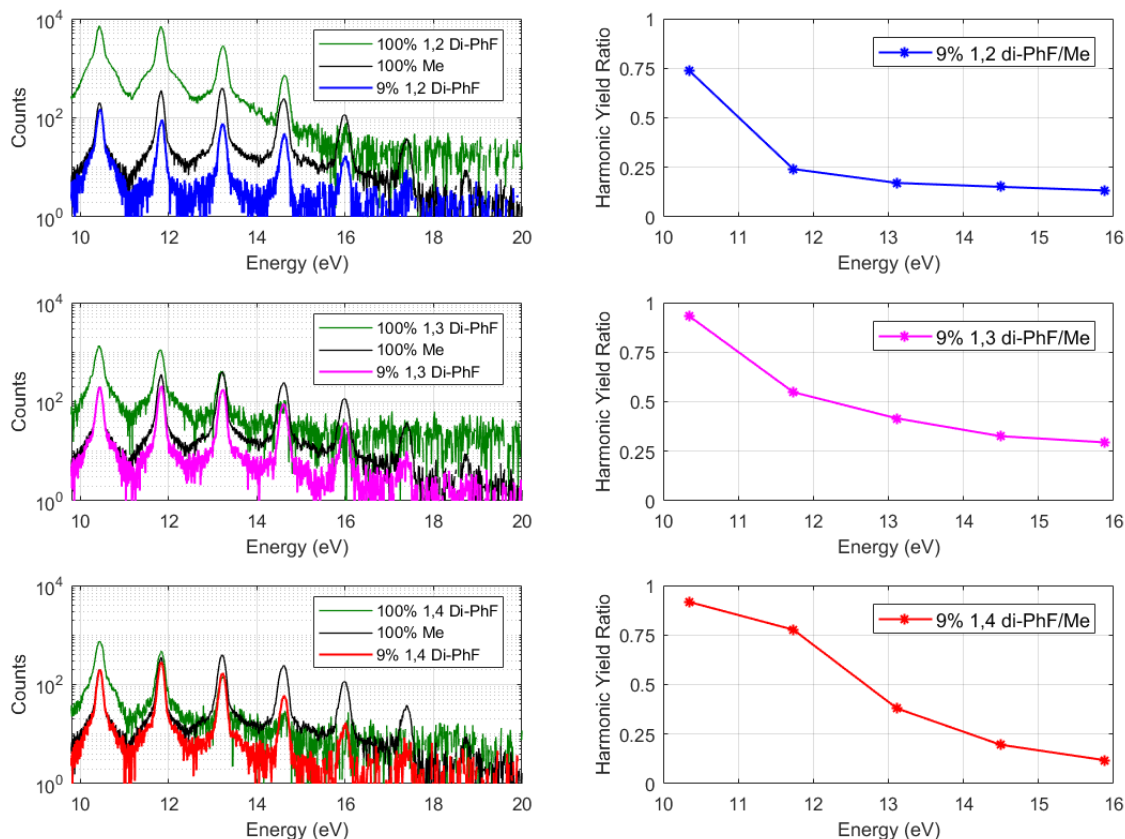 10^4
10^2
10^0
Counts
10 12 14 16 18 20
Energy (eV)
100% 1,2 Di-PhF
100% Me
9% 1,2 Di-PhF
1
0.75
0.5
0.25
0
Harmonic Yield Ratio
10 11 12 13 14 15 16
Energy (eV)
9% 1,2 di-PhF/Me
10^4
10^2
10^0
Counts
10 12 14 16 18 20
Energy (eV)
100% 1,3 Di-PhF
100% Me
9% 1,3 Di-PhF
1
0.75
0.5
0.25
0
Harmonic Yield Ratio
10 11 12 13 14 15 16
Energy (eV)
9% 1,3 di-PhF/Me
10^4
10^2
10^0
Counts
10 12 14 16 18 20
Energy (eV)
100% 1,4 Di-PhF
100% Me
9% 1,4 Di-PhF
1
0.75
0.5
0.25
0
Harmonic Yield Ratio
10 11 12 13 14 15 16
Energy (eV)
9% 1,4 di-PhF/Me